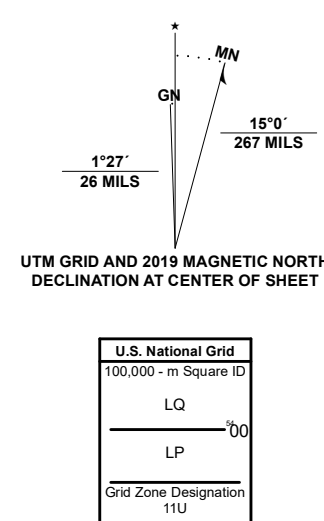 ★
MN
GN
15°0´
267 MILS
1°27´
26 MILS
UTM GRID AND 2019 MAGNETIC NORTH
DECLINATION AT CENTER OF SHEET
U.S. National Grid
100,000 - m Square ID
LQ
5400
LP
Grid Zone Designation
11U